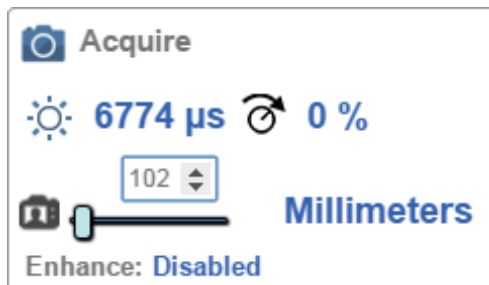 Acquire
6774 µs 0 %
102
Millimeters
Enhance: Disabled